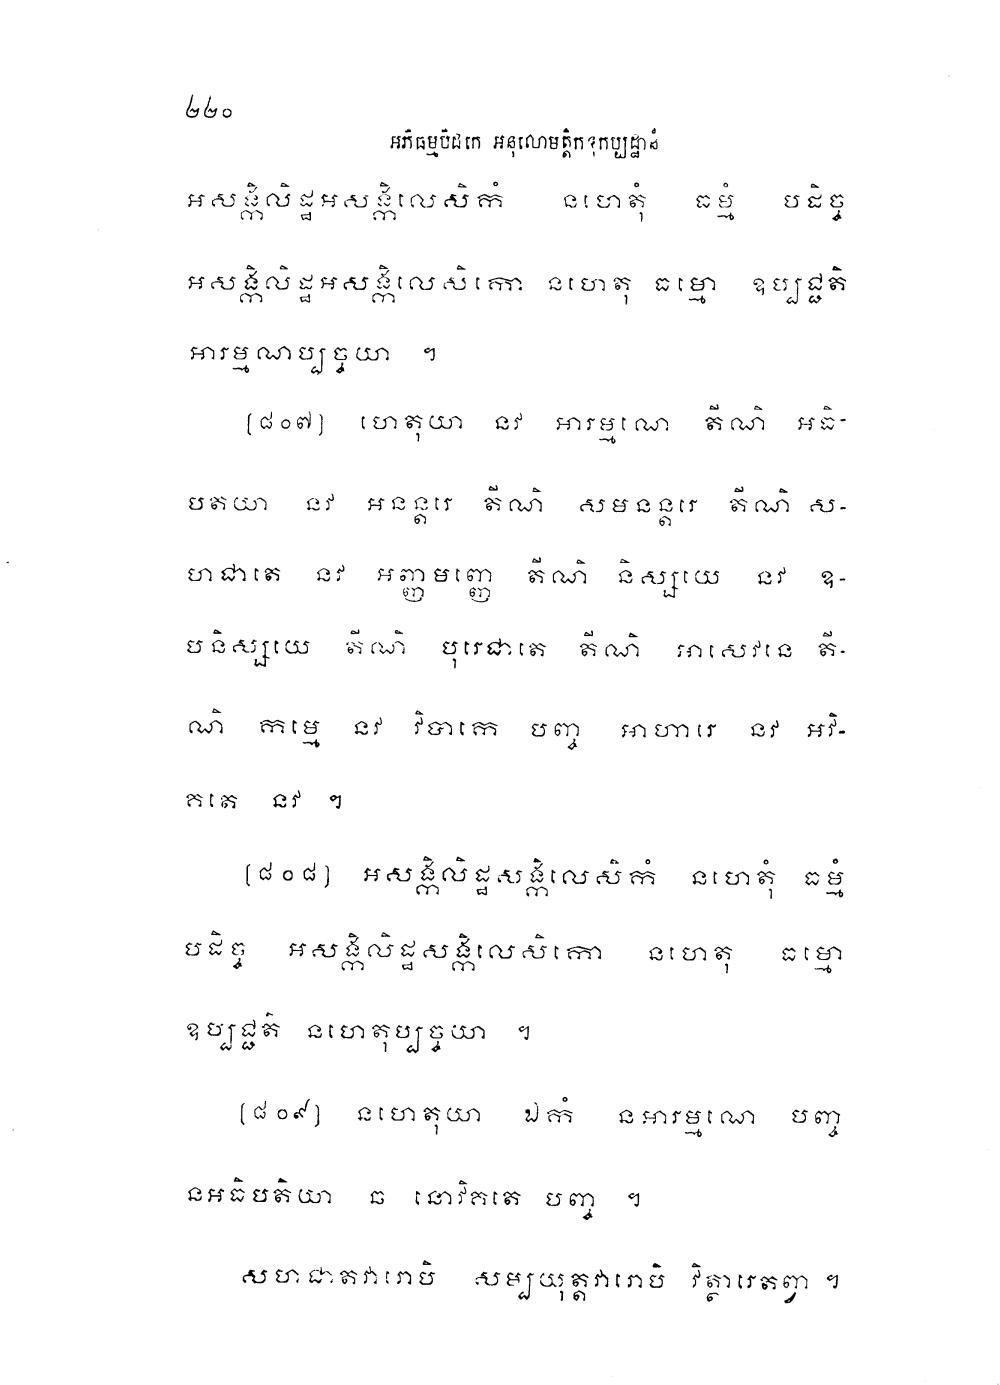 ២២០
អភិធម្មបិដកេ អនុលោមត្តិកទុកប្បដ្ឋានំ
អសង្កិលិដ្ឋអសង្កិលេសិកំ នហេតុំ ធម្មំ បដិច្ច
អសង្កិលិដ្ឋអសង្កិលេសិកោ នហេតុ ធម្មោ ឧប្បជ្ជតិ
អារម្មណប្បច្ចយា ។
[៨០៧] ហេតុយា នវ អារម្មណេ តីណិ អធិ-
បតយា នវ អនន្តរេ តីណិ សមនន្តរេ តីណិ ស-
ហជាតេ នវ អញ្ញមញ្ញេ តីណិ និស្សយេ នវ ឧ-
បនិស្សយេ តីណិ បុរេជាតេ តីណិ អាសេវនេ តី-
ណិ កម្មេ នវ វិបាកេ បញ្ច អាហារេ នវ អវិ-
គតេ នវ ។
[៨០៨] អសង្កិលិដ្ឋសង្កិលេសិកំ នហេតុំ ធម្មំ
បដិច្ច អសង្កិលិដ្ឋសង្កិលេសិកោ នហេតុ ធម្មោ
ឧប្បជ្ជតិ នហេតុប្បច្ចយា ។
[៨០៩] នហេតុយា ឯកំ នអារម្មណេ បញ្ច
នអធិបតិយា ឆ នោវិគតេ បញ្ច ។
សហជាតវារោបិ សម្បយុត្តវារោបិ វិត្ថារេតព្វា ។